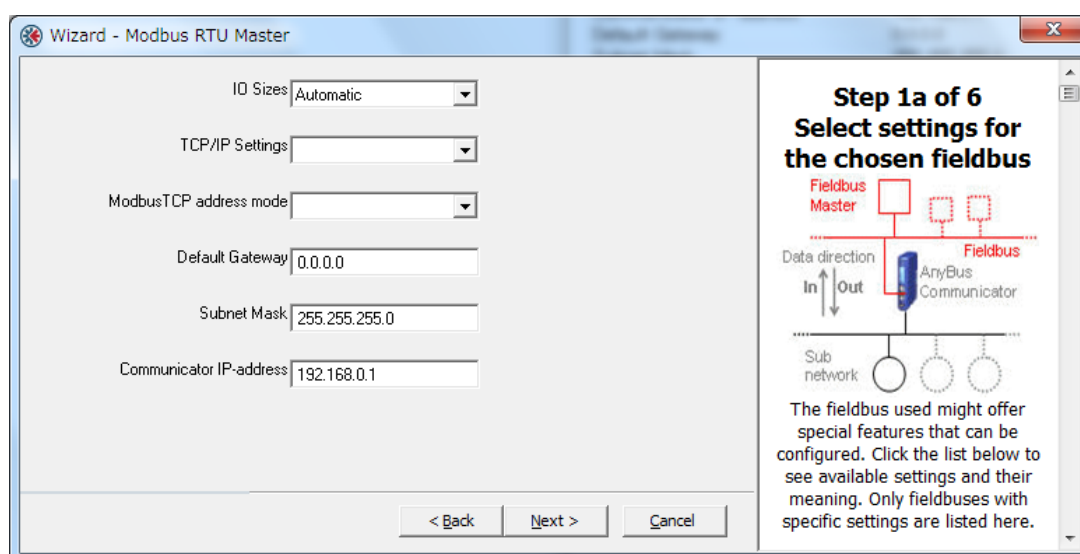 Wizard - Modbus RTU Master
IO Sizes Automatic
TCP/IP Settings
ModbusTCP address mode
Default Gateway 0.0.0.0
Subnet Mask 255.255.255.0
Communicator IP-address 192.168.0.1
< Back Next > Cancel
Step 1a of 6
Select settings for
the chosen fieldbus
Fieldbus
Master
Fieldbus
Data direction
In Out
AnyBus
Communicator
Sub
network
The fieldbus used might offer
special features that can be
configured. Click the list below to
see available settings and their
meaning. Only fieldbuses with
specific settings are listed here.